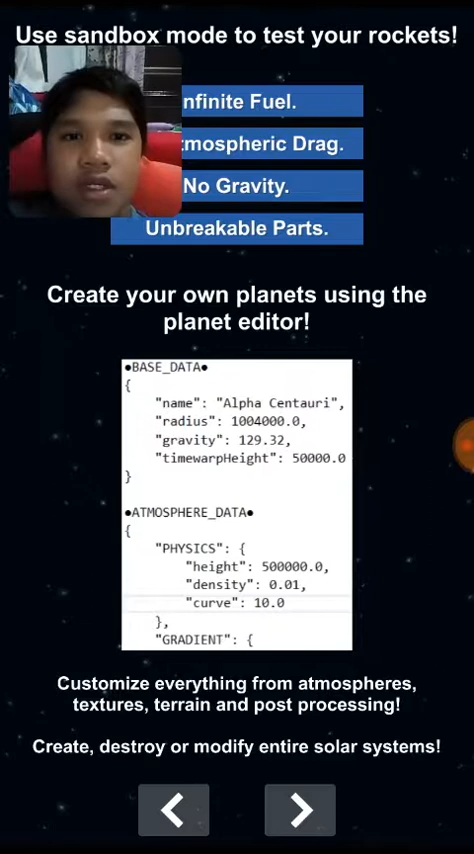 Use sandbox mode to test your rockets!
nfinite Fuel.
tmospheric Drag.
No Gravity.
Unbreakable Parts.
Create your own planets using the
planet editor!
●BASE_DATA●
{
"name": "Alpha Centauri",
"radius": 1004000.0,
"gravity": 129.32,
"timewarpHeight": 50000.0
}
●ATMOSPHERE_DATA●
{
"PHYSICS": {
"height": 500000.0,
"density": 0.01,
"curve": 10.0
},
"GRADIENT": {
Customize everything from atmospheres,
textures, terrain and post processing!
Create, destroy or modify entire solar systems!